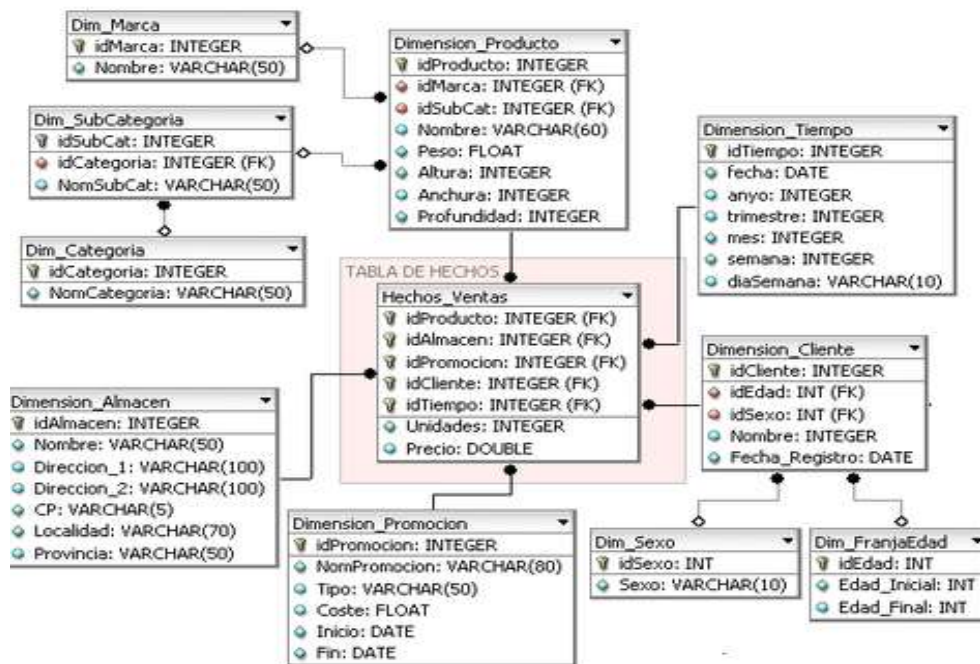 Dim_Marca
idMarca: INTEGER
Nombre: VARCHAR(50)
Dim_SubCategoria
idSubCat: INTEGER
idCategoria: INTEGER (FK)
NomSubCat: VARCHAR(50)
Dim_Categoria
idCategoria: INTEGER
NomCategoria: VARCHAR(50)
Dimension_Producto
idProducto: INTEGER
idMarca: INTEGER (FK)
idSubCat: INTEGER (FK)
Nombre: VARCHAR(60)
Peso: FLOAT
Altura: INTEGER
Anchura: INTEGER
Profundidad: INTEGER
Dimension_Tiempo
idTiempo: INTEGER
fecha: DATE
anyo: INTEGER
trimestre: INTEGER
mes: INTEGER
semana: INTEGER
diaSemana: VARCHAR(10)
TABLA DE HECHOS
Hechos_Ventas
idProducto: INTEGER (FK)
idAlmacen: INTEGER (FK)
idPromocion: INTEGER (FK)
idCliente: INTEGER (FK)
idTiempo: INTEGER (FK)
Unidades: INTEGER
Precio: DOUBLE
Dimension_Cliente
idCliente: INTEGER
idEdad: INT (FK)
idSexo: INT (FK)
Nombre: INTEGER
Fecha_Registro: DATE
Dimension_Almacen
idAlmacen: INTEGER
Nombre: VARCHAR(50)
Direccion_1: VARCHAR(100)
Direccion_2: VARCHAR(100)
CP: VARCHAR(5)
Localidad: VARCHAR(70)
Provincia: VARCHAR(50)
Dimension_Promocion
idPromocion: INTEGER
NomPromocion: VARCHAR(80)
Tipo: VARCHAR(50)
Coste: FLOAT
Inicio: DATE
Fin: DATE
Dim_Sexo
idSexo: INT
Sexo: VARCHAR(10)
Dim_FranjaEdad
idEdad: INT
Edad_Inicial: INT
Edad_Final: INT